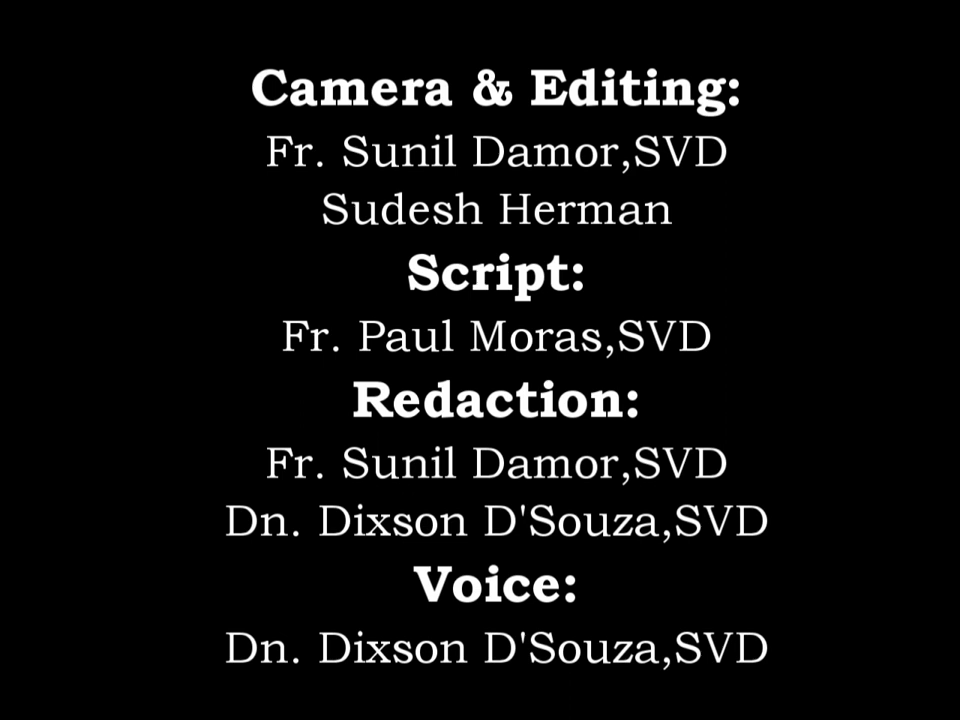 Camera & Editing:
Fr. Sunil Damor,SVD
Sudesh Herman
Script:
Fr. Paul Moras,SVD
Redaction:
Fr. Sunil Damor,SVD
Dn. Dixson D'Souza,SVD
Voice:
Dn. Dixson D'Souza,SVD